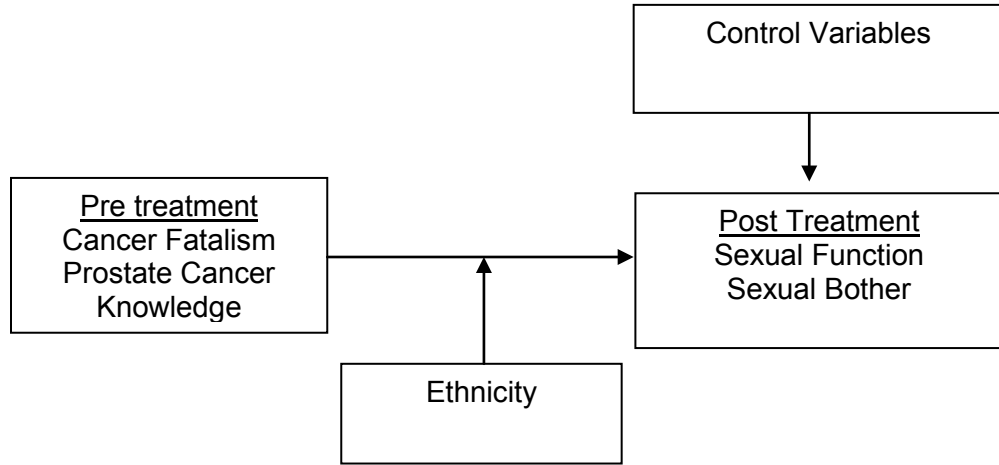 Control Variables
Pre treatment
Cancer Fatalism
Prostate Cancer
Knowledge
Post Treatment
Sexual Function
Sexual Bother
Ethnicity